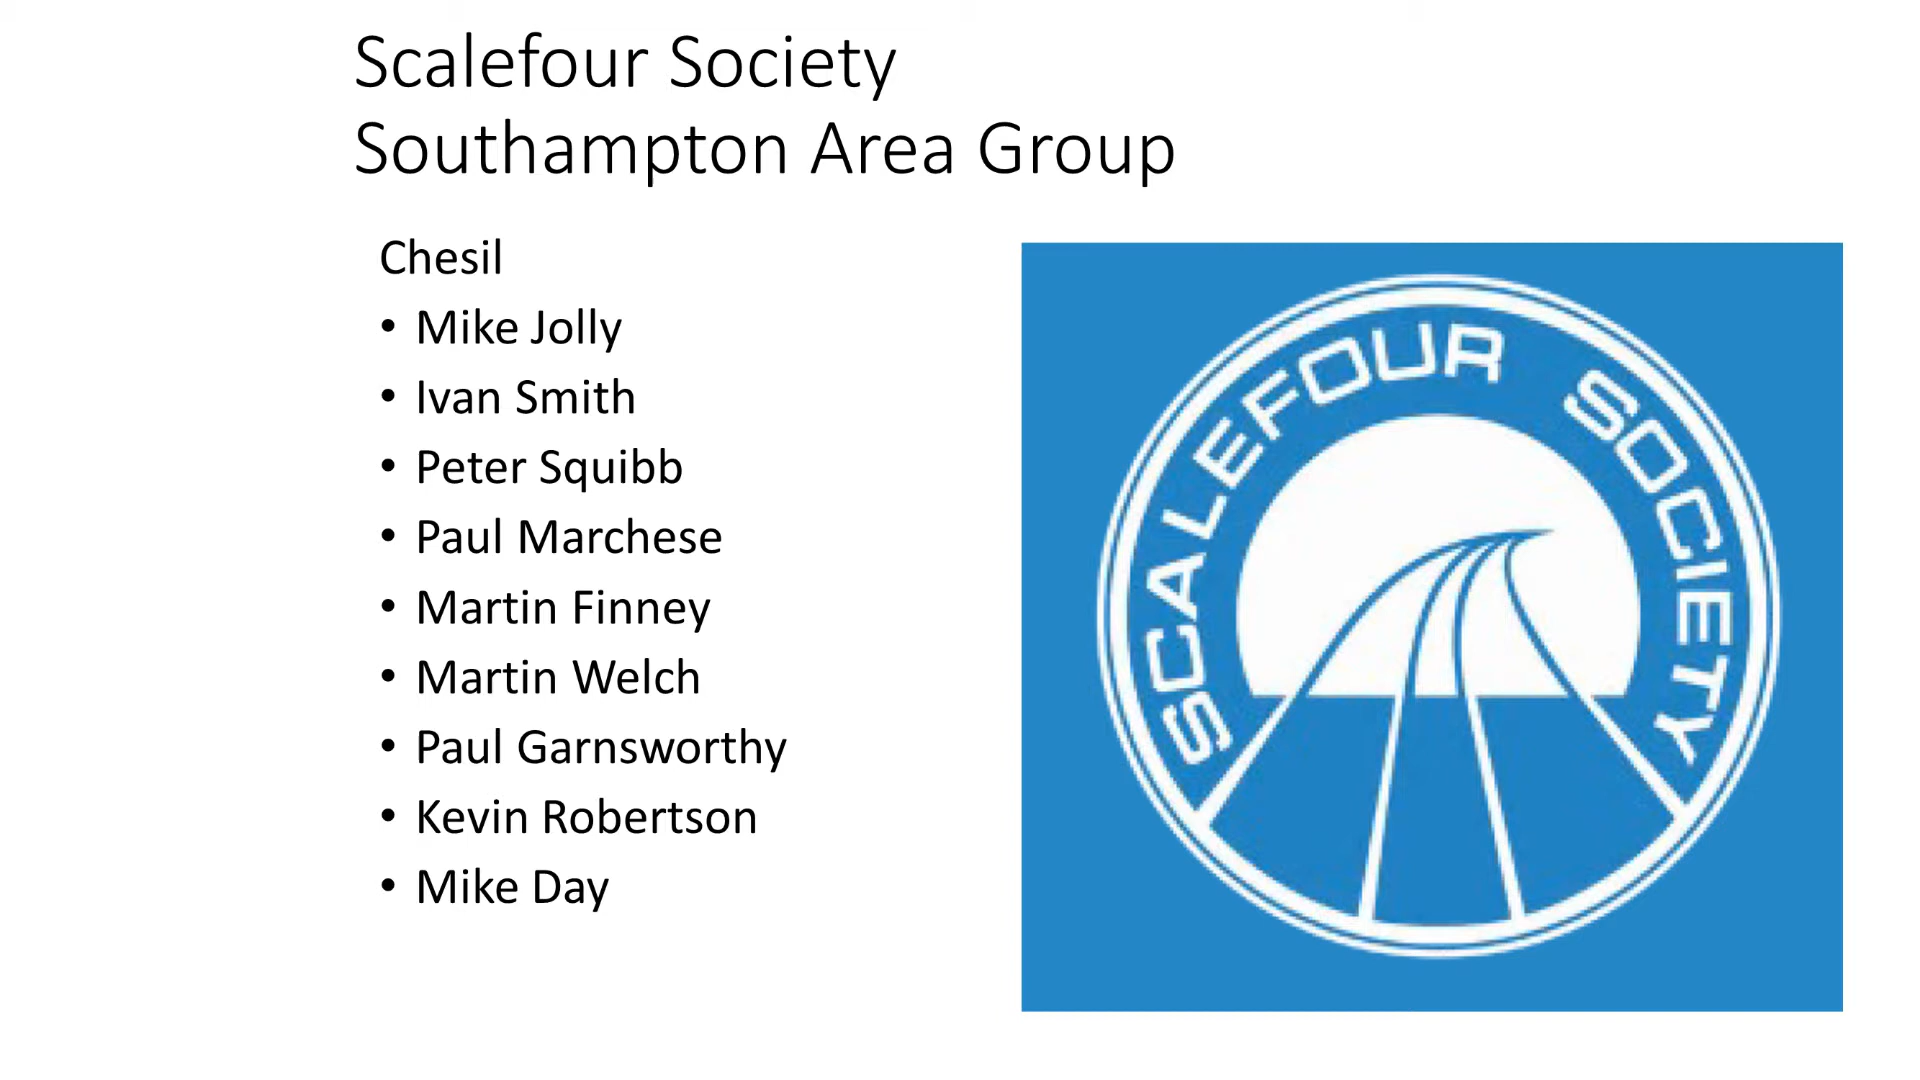 Scalefour Society
Southampton Area Group
Chesil
• Mike Jolly
• Ivan Smith
• Peter Squibb
• Paul Marchese
• Martin Finney
• Martin Welch
• Paul Garnsworthy
• Kevin Robertson
• Mike Day
SCALEFOUR SOCIETY